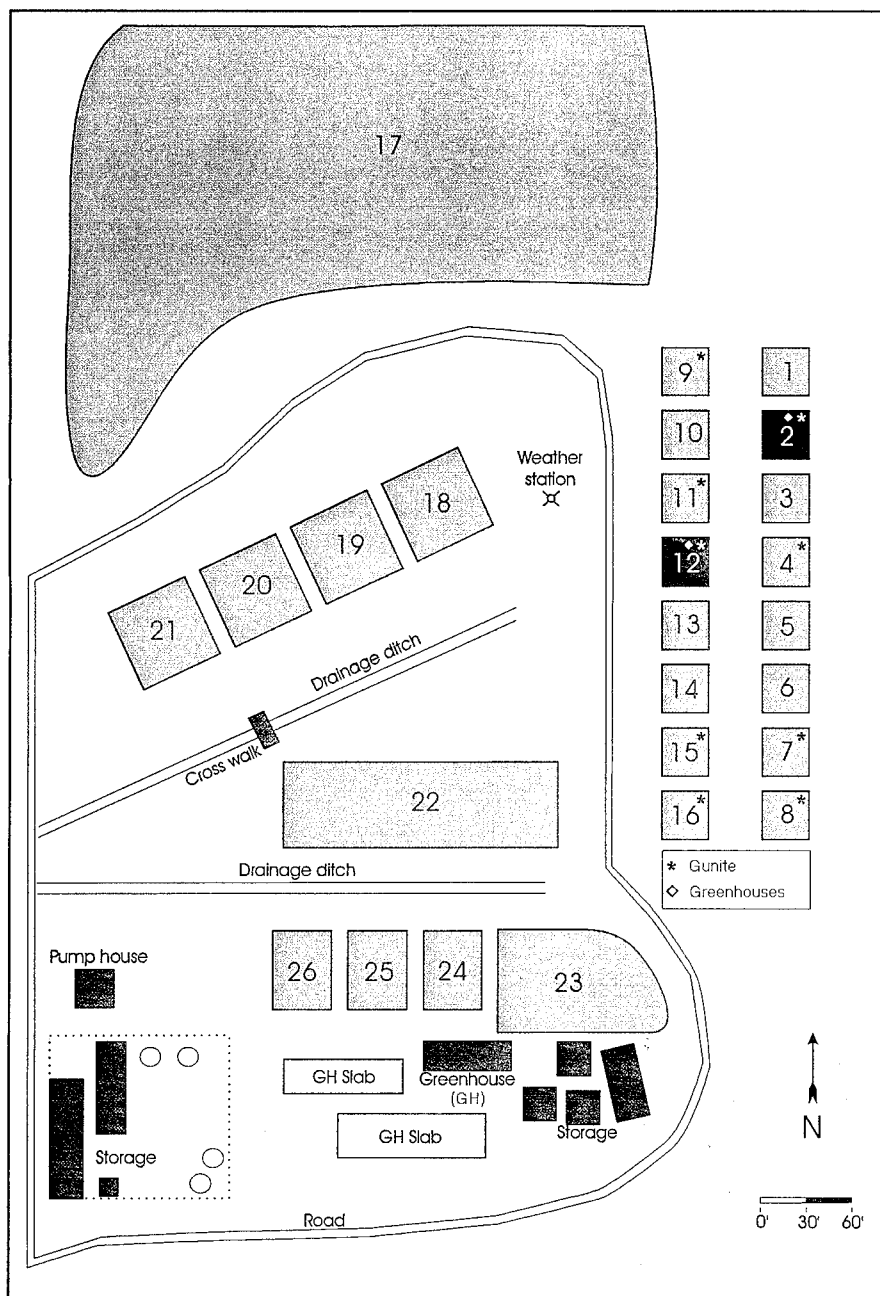 17
9*
1
10
◇*
2
Weather
station
11*
3
18
19
◇*
12
4*
20
21
13
5
Drainage ditch
14
6
Cross walk
15*
7*
22
16*
8*
* Gunite
◇ Greenhouses
Drainage ditch
Pump house
26
25
24
23
GH Slab
Greenhouse
(GH)
GH Slab
Storage
Storage
N
Road
0' 30' 60'